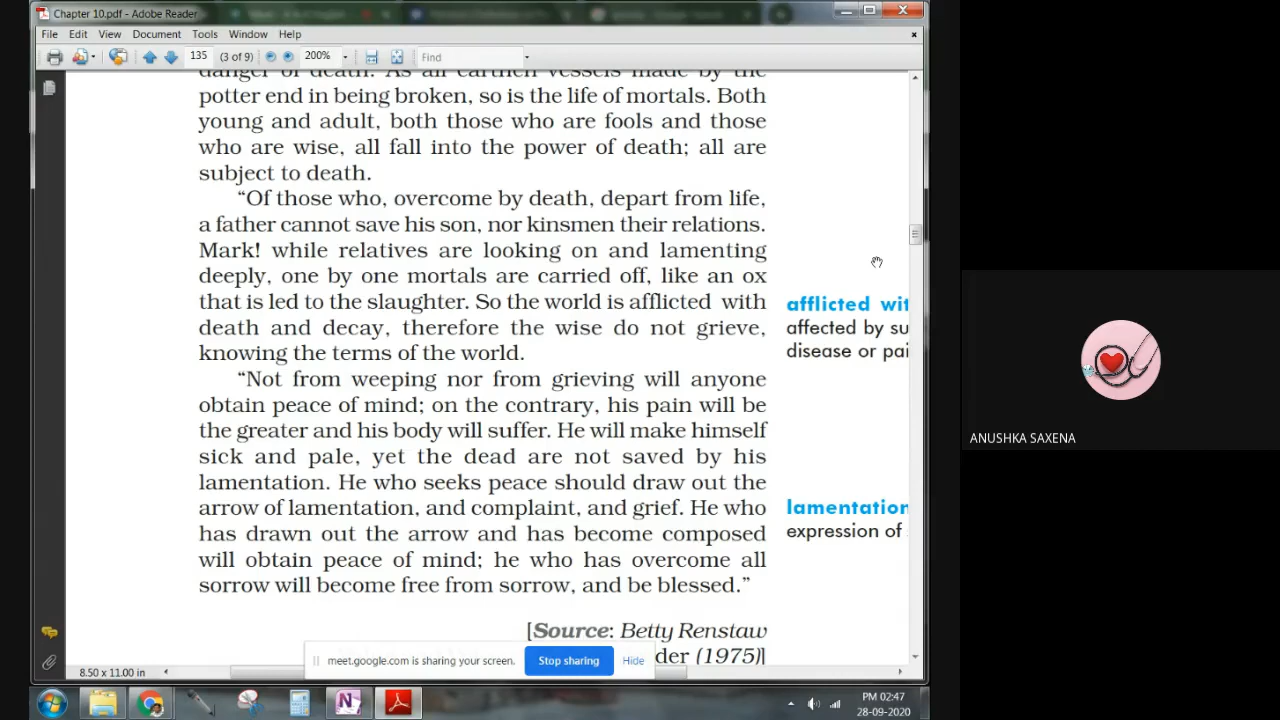 Chapter 10.pdf - Adobe Reader
File Edit View Document Tools Window Help
135 (3 of 9) 200% Find
danger of death. As all earthen vessels made by the
potter end in being broken, so is the life of mortals. Both
young and adult, both those who are fools and those
who are wise, all fall into the power of death; all are
subject to death.
“Of those who, overcome by death, depart from life,
a father cannot save his son, nor kinsmen their relations.
Mark! while relatives are looking on and lamenting
deeply, one by one mortals are carried off, like an ox
that is led to the slaughter. So the world is afflicted with
death and decay, therefore the wise do not grieve,
knowing the terms of the world.
“Not from weeping nor from grieving will anyone
obtain peace of mind; on the contrary, his pain will be
the greater and his body will suffer. He will make himself
sick and pale, yet the dead are not saved by his
lamentation. He who seeks peace should draw out the
arrow of lamentation, and complaint, and grief. He who
has drawn out the arrow and has become composed
will obtain peace of mind; he who has overcome all
sorrow will become free from sorrow, and be blessed.”
[Source: Betty Renstaw
der (1975)]
afflicted wit
affected by su
disease or pai
lamentation
expression of
meet.google.com is sharing your screen. Stop sharing Hide
8.50 x 11.00 in
PM 02:47
28-09-2020
ANUSHKA SAXENA